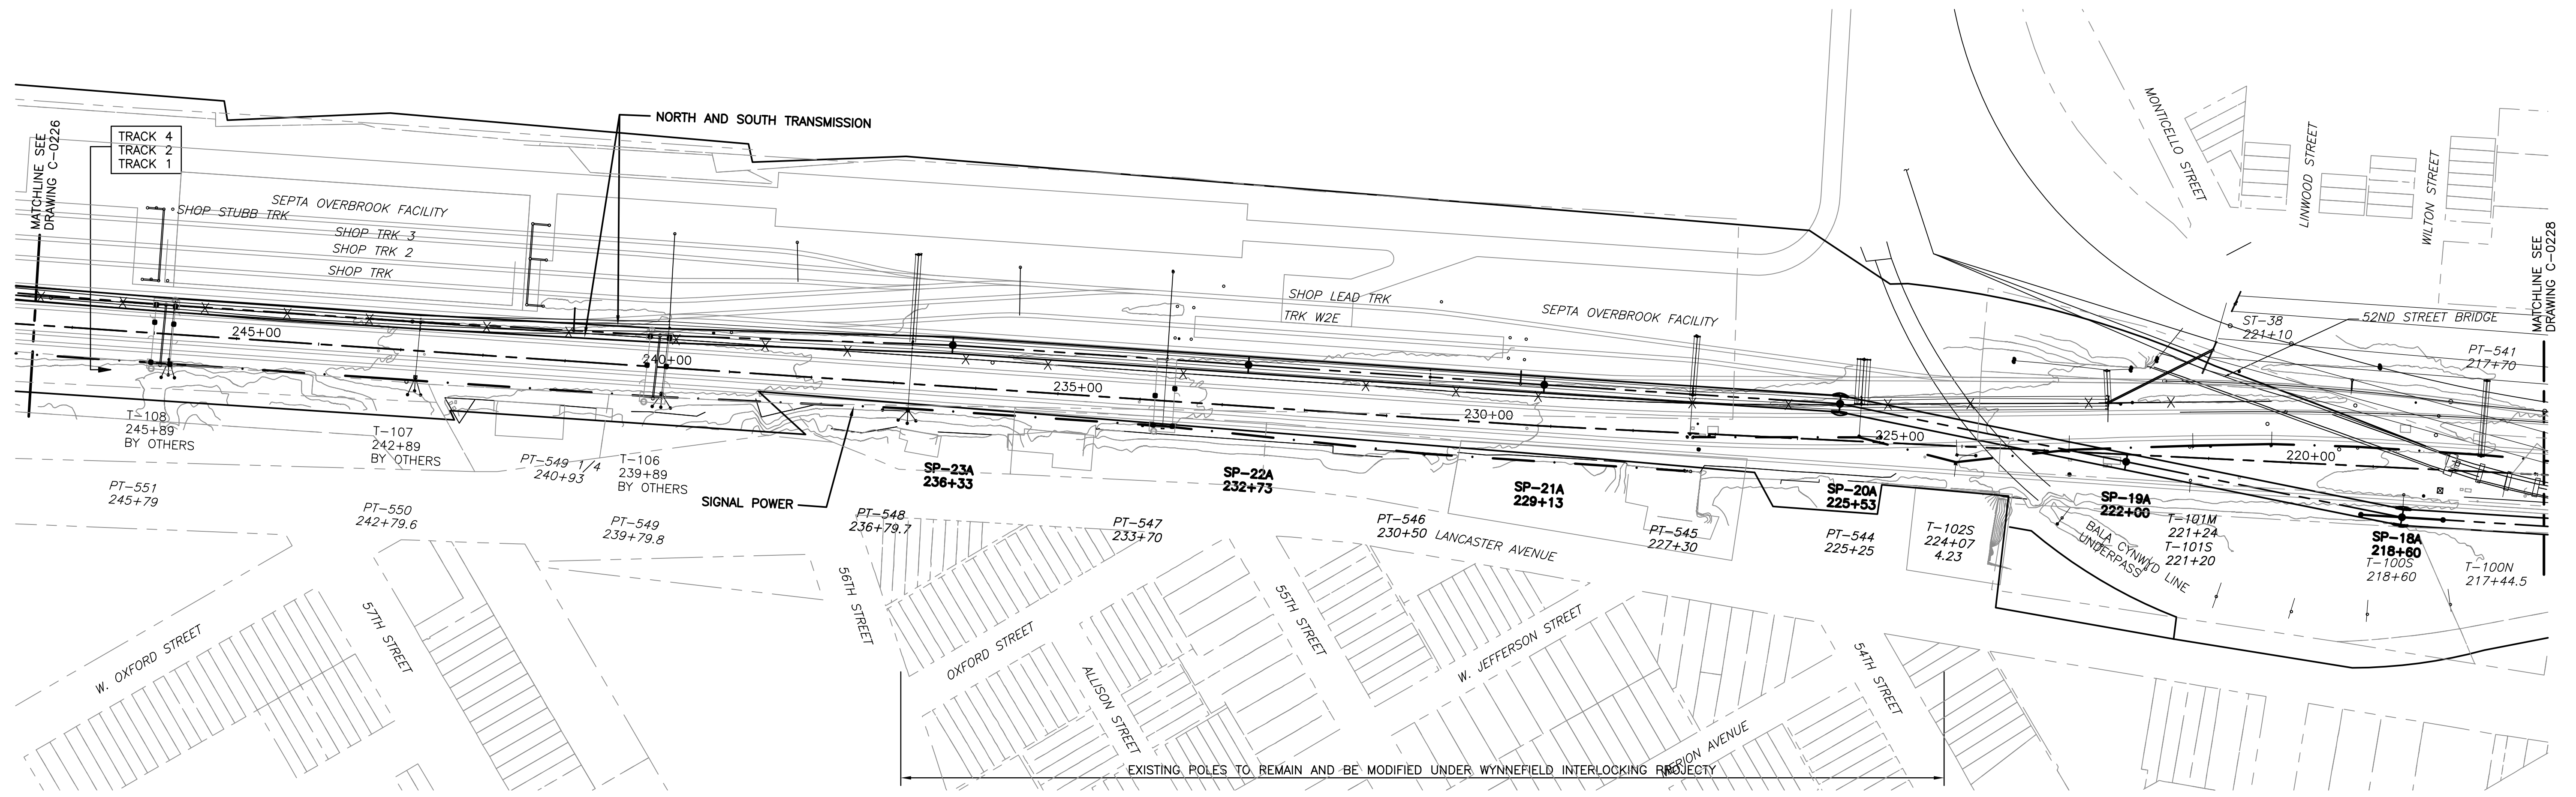 MATCHLINE SEE
DRAWING C-0226
TRACK 4
TRACK 2
TRACK 1
NORTH AND SOUTH TRANSMISSION
SEPTA OVERBROOK FACILITY
SHOP STUBB TRK
SHOP TRK 3
SHOP TRK 2
SHOP TRK
SHOP LEAD TRK
TRK W2E
SEPTA OVERBROOK FACILITY
MONTICELLO STREET
LINWOOD STREET
WILTON STREET
MATCHLINE SEE
DRAWING C-0228
ST-38
221+10
52ND STREET BRIDGE
PT-541
217+70
245+00
240+00
235+00
230+00
225+00
220+00
T-108
245+89
BY OTHERS
T-107
242+89
BY OTHERS
PT-549 1/4
240+93
T-106
239+89
BY OTHERS
SIGNAL POWER
PT-551
245+79
PT-550
242+79.6
PT-549
239+79.8
PT-548
236+79.7
SP-23A
236+33
PT-547
233+70
SP-22A
232+73
PT-546
230+50
LANCASTER AVENUE
SP-21A
229+13
PT-545
227+30
SP-20A
225+53
PT-544
225+25
T-102S
224+07
4.23
SP-19A
222+00
BALA CYNWYD LINE
UNDERPASS
T-101M
221+24
T-101S
221+20
SP-18A
218+60
T-100S
218+60
T-100N
217+44.5
W. OXFORD STREET
57TH STREET
56TH STREET
OXFORD STREET
ALLISON STREET
55TH STREET
W. JEFFERSON STREET
MERION AVENUE
54TH STREET
EXISTING POLES TO REMAIN AND BE MODIFIED UNDER WYNNEFIELD INTERLOCKING PROJECTY